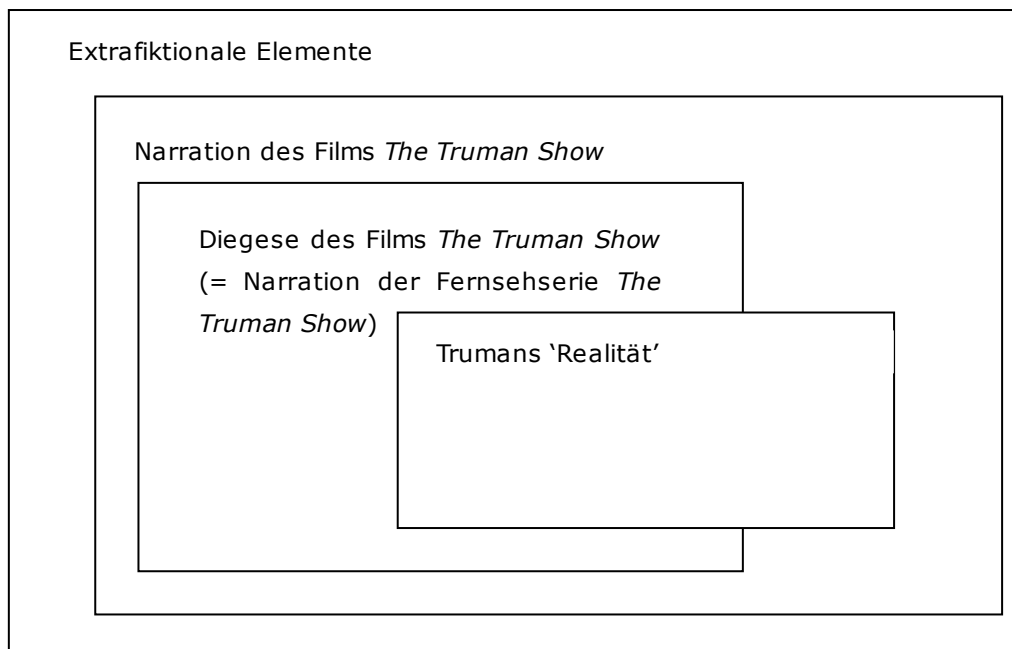 Extrafiktionale Elemente
Narration des Films The Truman Show
Diegese des Films The Truman Show
(= Narration der Fernsehserie The
Truman Show)
Trumans ‘Realität’